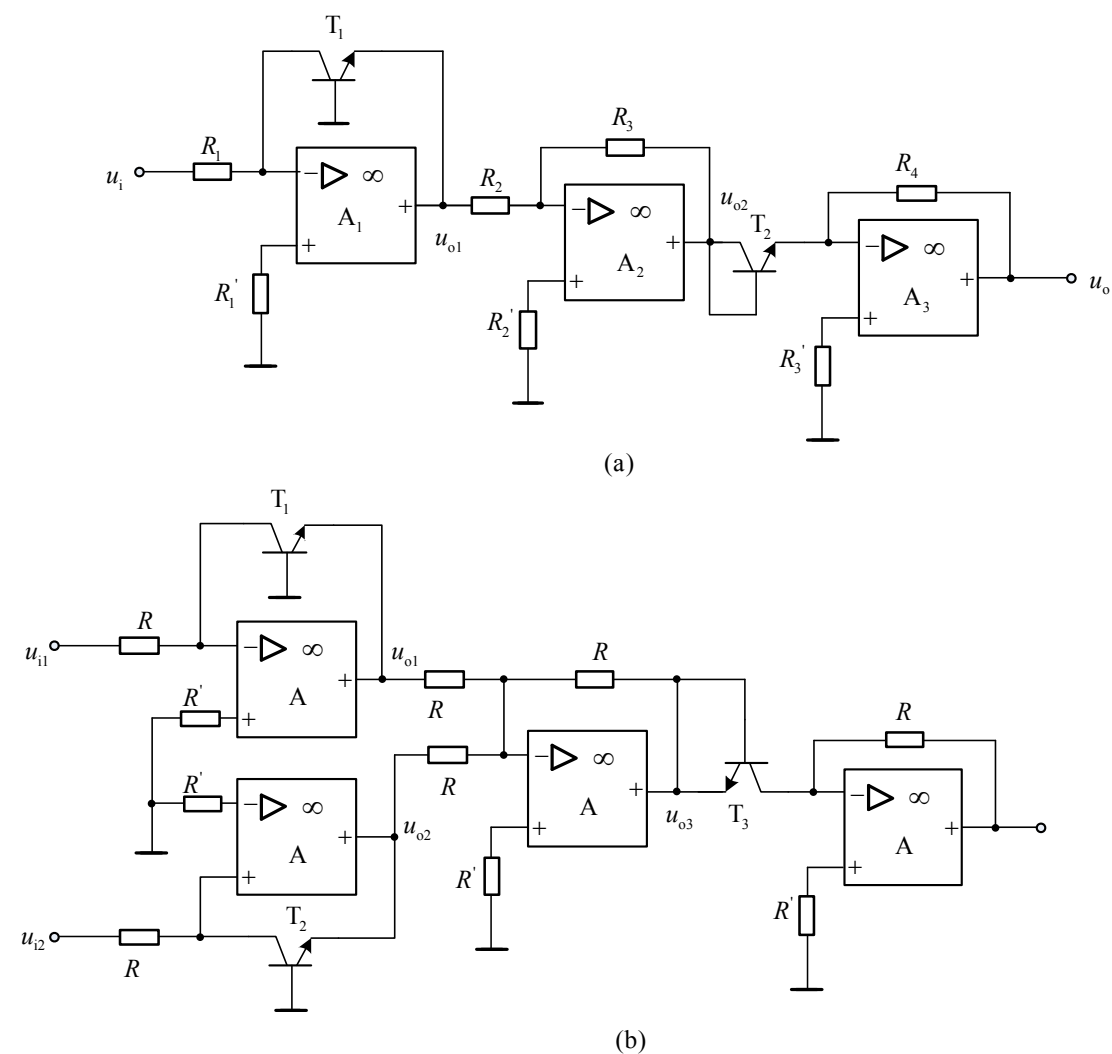 T₁
R₁
uᵢ
− ▷ ∞
+
A₁
+
R₁'
uₒ₁
R₂
R₃
− ▷ ∞
+
A₂
+
R₂'
uₒ₂
T₂
R₄
− ▷ ∞
+
A₃
+
R₃'
uₒ
(a)
T₁
R
uᵢ₁
− ▷ ∞
+
A
+
R'
uₒ₁
R
R'
− ▷ ∞
+
A
+
uₒ₂
R
uᵢ₂
R
T₂
R
− ▷ ∞
+
A
+
R'
uₒ₃
T₃
R
− ▷ ∞
+
A
+
R'
(b)